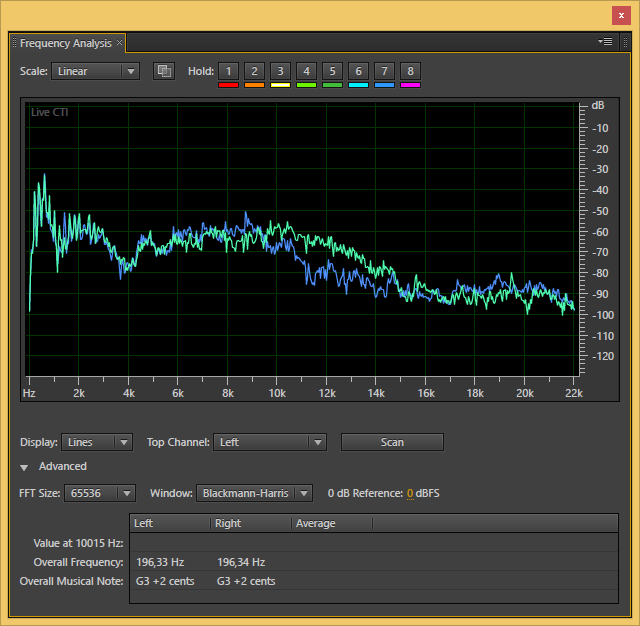 x
Frequency Analysis ×
Scale: Linear Hold: 1 2 3 4 5 6 7 8
Live CTI
dB
-10
-20
-30
-40
-50
-60
-70
-80
-90
-100
-110
-120
Hz 2k 4k 6k 8k 10k 12k 14k 16k 18k 20k 22k
Display: Lines Top Channel: Left Scan
Advanced
FFT Size: 65536 Window: Blackmann-Harris 0 dB Reference: 0 dBFS
Left Right Average
Value at 10015 Hz:
Overall Frequency: 196,33 Hz 196,34 Hz
Overall Musical Note: G3 +2 cents G3 +2 cents